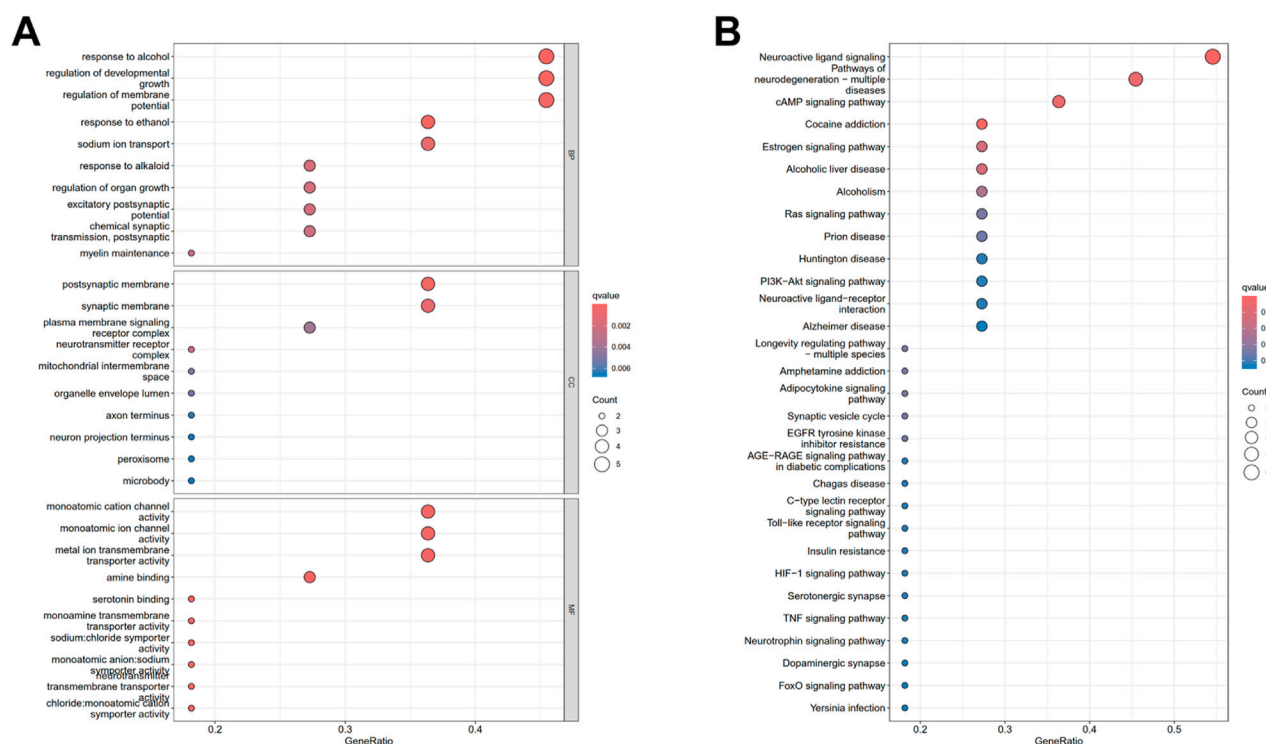 A
response to alcohol
regulation of developmental
growth
regulation of membrane
potential
response to ethanol
sodium ion transport
response to alkaloid
regulation of organ growth
excitatory postsynaptic
potential
chemical synaptic
transmission, postsynaptic
myelin maintenance
BP
postsynaptic membrane
synaptic membrane
plasma membrane signaling
receptor complex
neurotransmitter receptor
complex
mitochondrial intermembrane
space
organelle envelope lumen
axon terminus
neuron projection terminus
peroxisome
microbody
CC
monoatomic cation channel
activity
monoatomic ion channel
activity
metal ion transmembrane
transporter activity
amine binding
serotonin binding
monoamine transmembrane
transporter activity
sodium:chloride symporter
activity
monoatomic anion:sodium
symporter activity
neurotransmitter
transmembrane transporter
activity
chloride:monoatomic cation
symporter activity
MF
0.2
0.3
0.4
GeneRatio
qvalue
0.002
0.004
0.006
Count
2
3
4
5
B
Neuroactive ligand signaling
Pathways of
neurodegeneration − multiple
diseases
cAMP signaling pathway
Cocaine addiction
Estrogen signaling pathway
Alcoholic liver disease
Alcoholism
Ras signaling pathway
Prion disease
Huntington disease
PI3K−Akt signaling pathway
Neuroactive ligand−receptor
interaction
Alzheimer disease
Longevity regulating pathway
− multiple species
Amphetamine addiction
Adipocytokine signaling
pathway
Synaptic vesicle cycle
EGFR tyrosine kinase
inhibitor resistance
AGE−RAGE signaling pathway
in diabetic complications
Chagas disease
C−type lectin receptor
signaling pathway
Toll−like receptor signaling
pathway
Insulin resistance
HIF−1 signaling pathway
Serotonergic synapse
TNF signaling pathway
Neurotrophin signaling pathway
Dopaminergic synapse
FoxO signaling pathway
Yersinia infection
0.2
0.3
0.4
0.5
GeneRatio
qvalue
0.
0.
0.
0.
Count